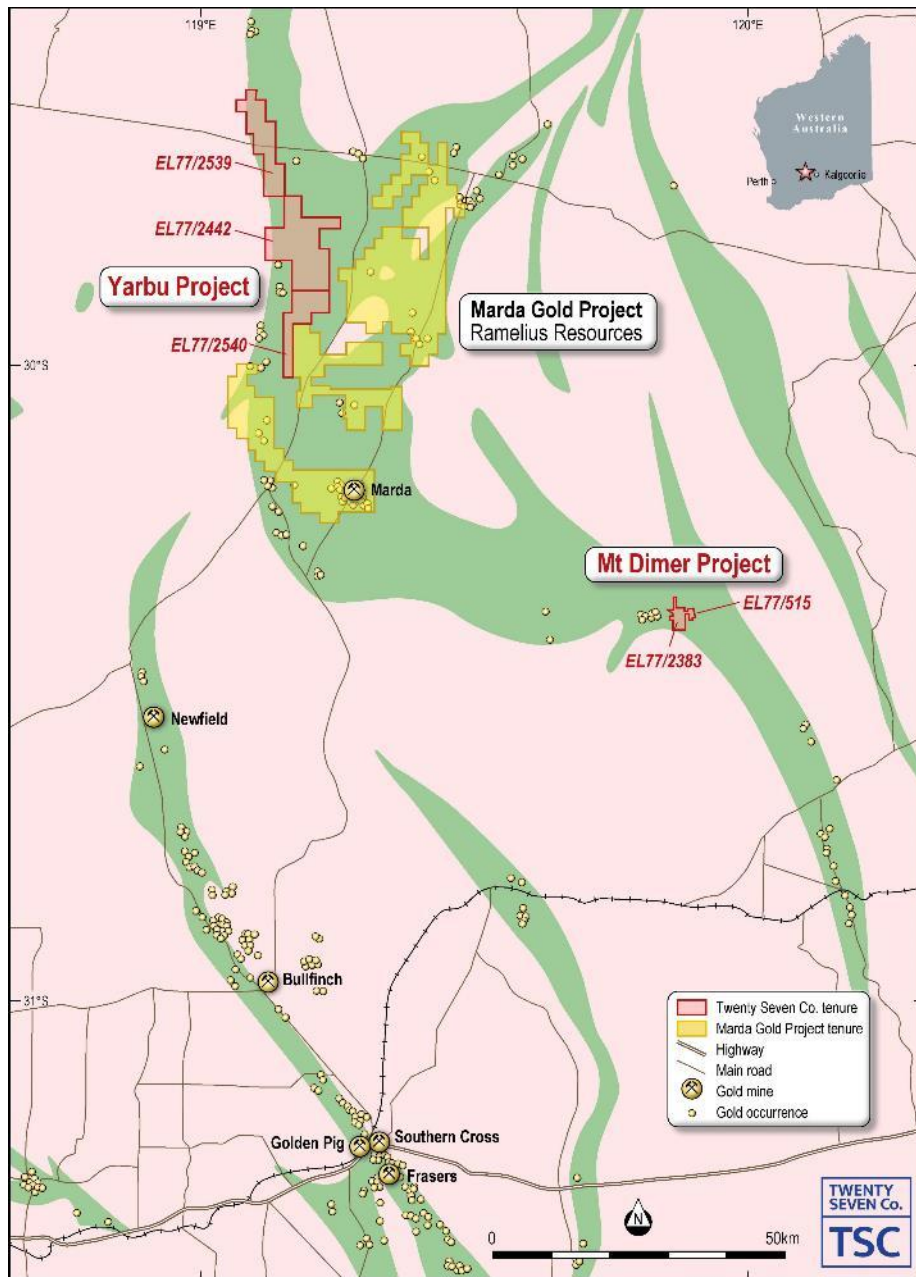 119°E
120°E
Western
Australia
Perth
Kalgoorlie
EL77/2539
EL77/2442
Yarbu Project
EL77/2540
Marda Gold Project
Ramelius Resources
30°S
Marda
Mt Dimer Project
EL77/515
EL77/2383
Newfield
Bullfinch
31°S
Twenty Seven Co. tenure
Marda Gold Project tenure
Highway
Main road
Gold mine
Gold occurrence
Golden Pig
Southern Cross
Frasers
N
0
50km
TWENTY
SEVEN Co.
TSC